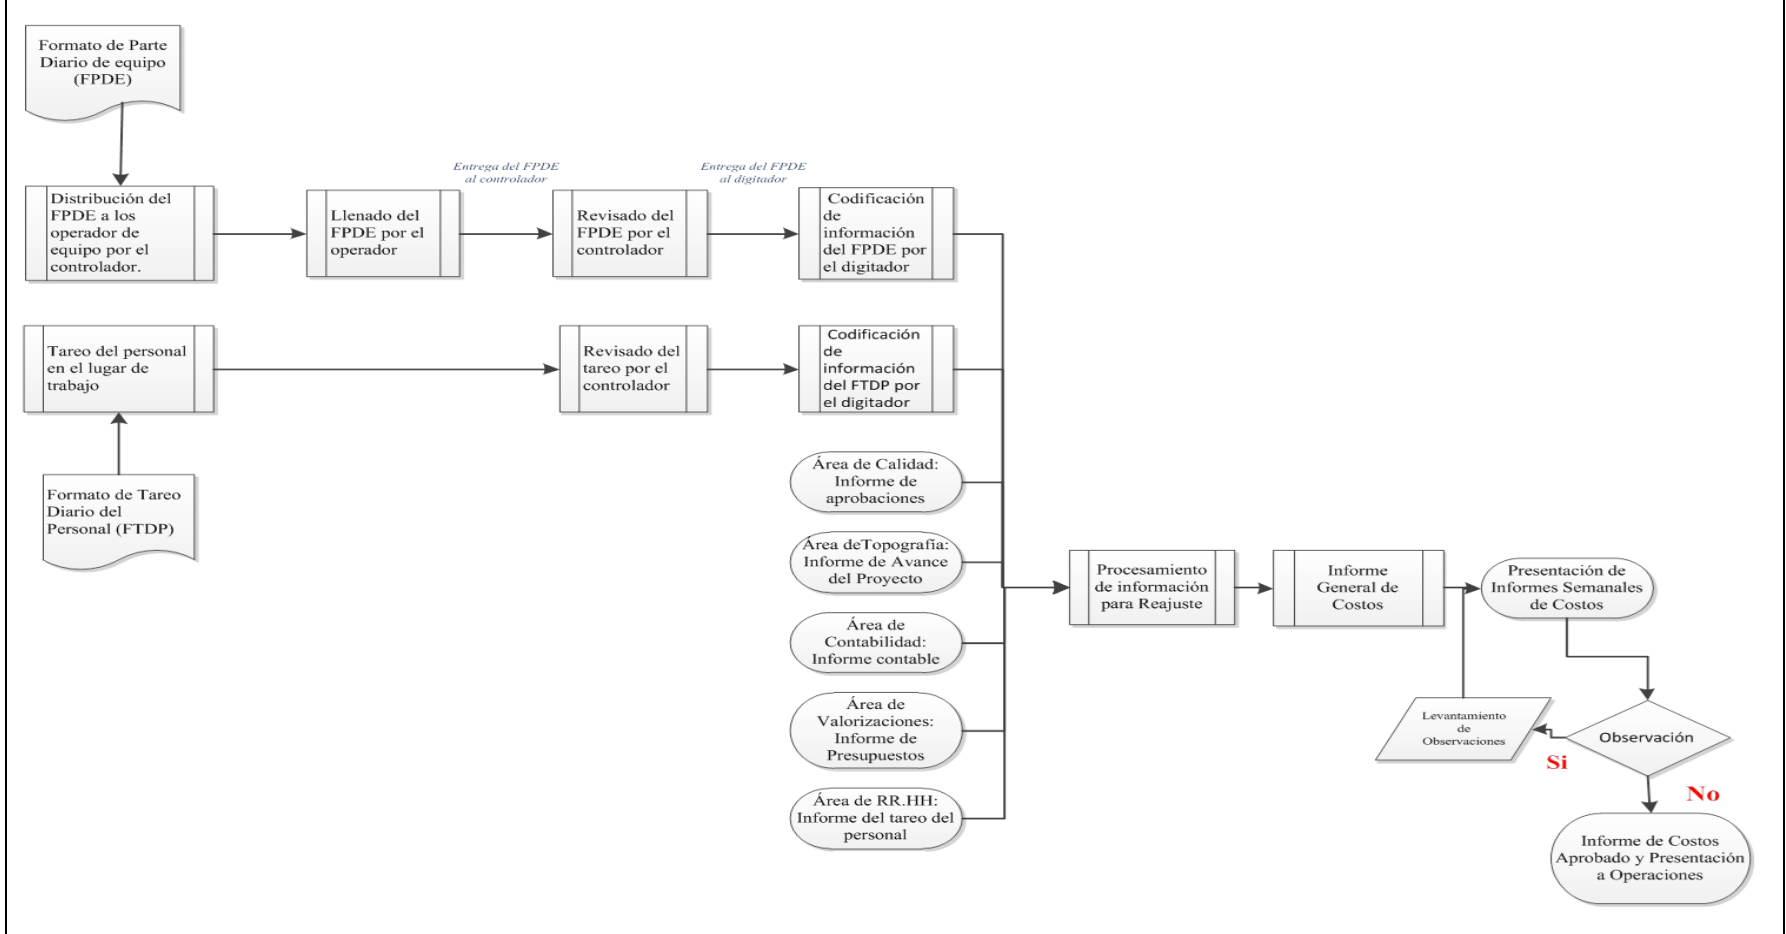 Formato de Parte
Diario de equipo
(FPDE)
Entrega del FPDE
al controlador
Entrega del FPDE
al digitador
Distribución del
FPDE a los
operador de
equipo por el
controlador.
Llenado del
FPDE por el
operador
Revisado del
FPDE por el
controlador
Codificación
de
información
del FPDE por
el digitador
Tareo del personal
en el lugar de
trabajo
Revisado del
tareo por el
controlador
Codificación
de
información
del FTDP por
el digitador
Formato de Tareo
Diario del
Personal (FTDP)
Área de Calidad:
Informe de
aprobaciones
Área deTopografía:
Informe de Avance
del Proyecto
Área de
Contabilidad:
Informe contable
Área de
Valorizaciones:
Informe de
Presupuestos
Área de RR.HH:
Informe del tareo del
personal
Procesamiento
de información
para Reajuste
Informe
General de
Costos
Presentación de
Informes Semanales
de Costos
Levantamiento
de
Observaciones
Observación
Si
No
Informe de Costos
Aprobado y Presentación
a Operaciones